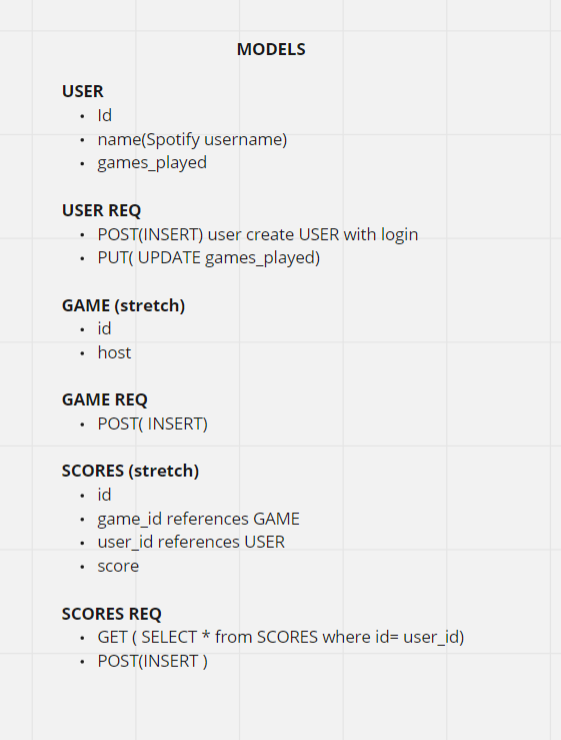 MODELS
USER
• Id
• name(Spotify username)
• games_played
USER REQ
• POST(INSERT) user create USER with login
• PUT( UPDATE games_played)
GAME (stretch)
• id
• host
GAME REQ
• POST( INSERT)
SCORES (stretch)
• id
• game_id references GAME
• user_id references USER
• score
SCORES REQ
• GET ( SELECT * from SCORES where id= user_id)
• POST(INSERT )